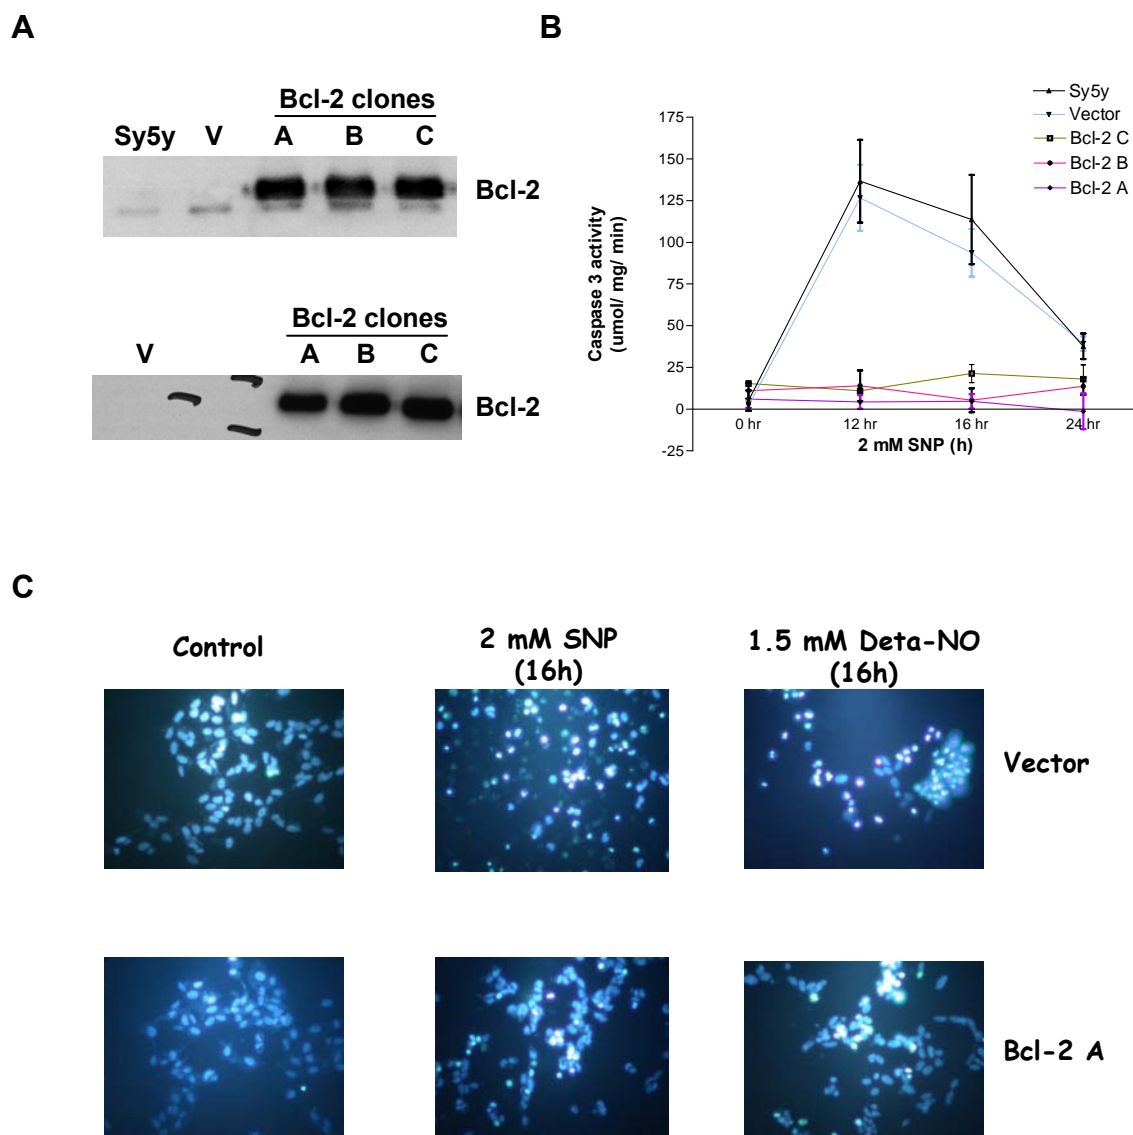 A
Bcl-2 clones
Sy5y V A B C
Bcl-2
Bcl-2 clones
V A B C
Bcl-2
B
Sy5y
Vector
Bcl-2 C
Bcl-2 B
Bcl-2 A
175
150
125
100
75
50
25
0
-25
Caspase 3 activity
(umol/ mg/ min)
0 hr 12 hr 16 hr 24 hr
2 mM SNP (h)
C
Control
2 mM SNP
(16h)
1.5 mM Deta-NO
(16h)
Vector
Bcl-2 A